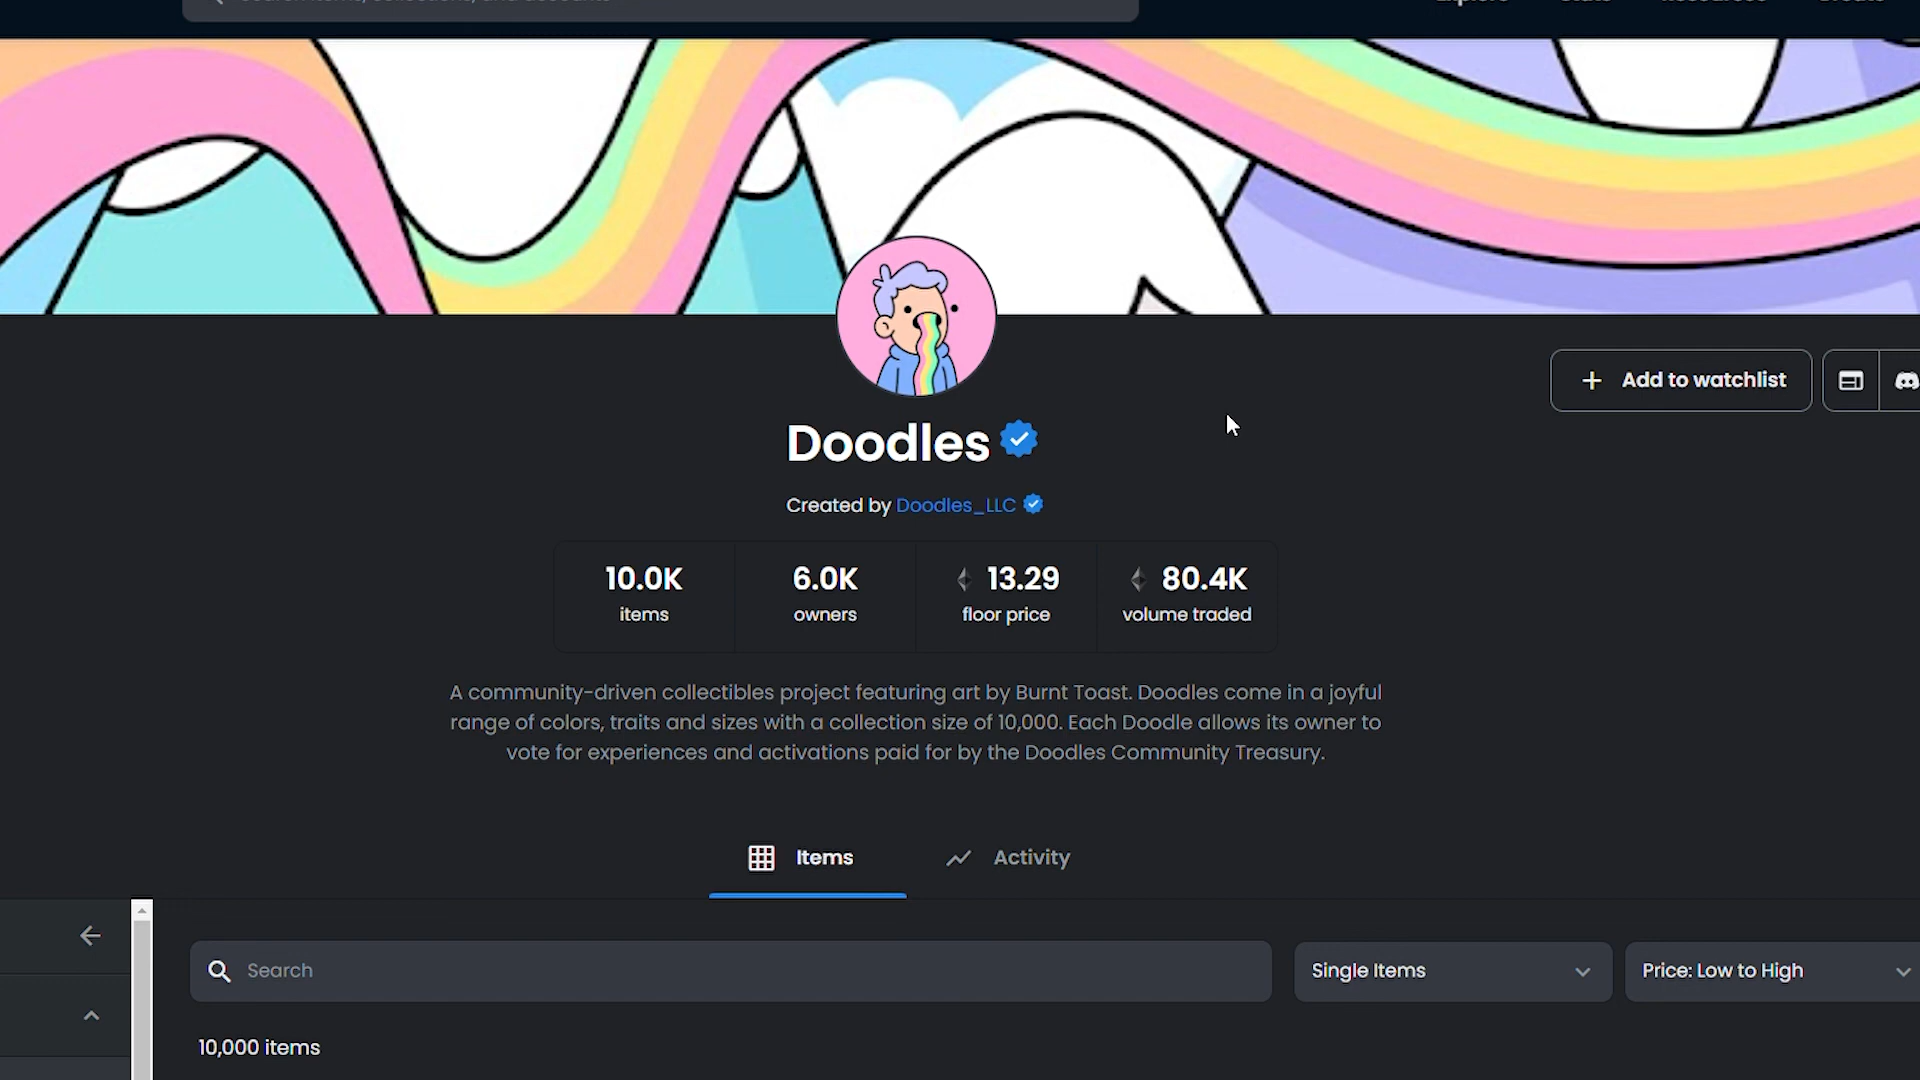 Doodles
Created by Doodles_LLC
10.0K
items
6.0K
owners
13.29
floor price
80.4K
volume traded
+ Add to watchlist
A community-driven collectibles project featuring art by Burnt Toast. Doodles come in a joyful
range of colors, traits and sizes with a collection size of 10,000. Each Doodle allows its owner to
vote for experiences and activations paid for by the Doodles Community Treasury.
Items
Activity
Search
Single Items
Price: Low to High
10,000 items